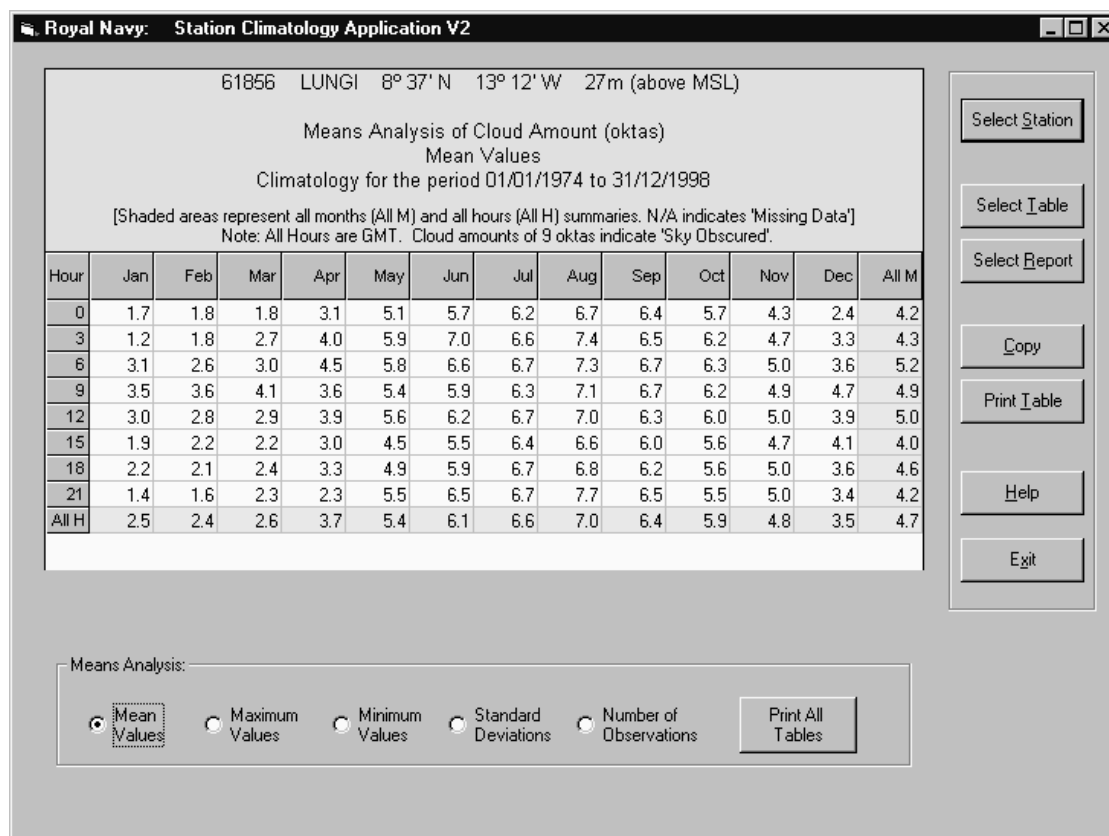 Royal Navy: Station Climatology Application V2
61856 LUNGI 8º 37' N 13º 12' W 27m (above MSL)
Means Analysis of Cloud Amount (oktas)
Mean Values
Climatology for the period 01/01/1974 to 31/12/1998
[Shaded areas represent all months (All M) and all hours (All H) summaries. N/A indicates 'Missing Data']
Note: All Hours are GMT. Cloud amounts of 9 oktas indicate 'Sky Obscured'.
Hour Jan Feb Mar Apr May Jun Jul Aug Sep Oct Nov Dec All M
0 1.7 1.8 1.8 3.1 5.1 5.7 6.2 6.7 6.4 5.7 4.3 2.4 4.2
3 1.2 1.8 2.7 4.0 5.9 7.0 6.6 7.4 6.5 6.2 4.7 3.3 4.3
6 3.1 2.6 3.0 4.5 5.8 6.6 6.7 7.3 6.7 6.3 5.0 3.6 5.2
9 3.5 3.6 4.1 3.6 5.4 5.9 6.3 7.1 6.7 6.2 4.9 4.7 4.9
12 3.0 2.8 2.9 3.9 5.6 6.2 6.7 7.0 6.3 6.0 5.0 3.9 5.0
15 1.9 2.2 2.2 3.0 4.5 5.5 6.4 6.6 6.0 5.6 4.7 4.1 4.0
18 2.2 2.1 2.4 3.3 4.9 5.9 6.7 6.8 6.2 5.6 5.0 3.6 4.6
21 1.4 1.6 2.3 2.3 5.5 6.5 6.7 7.7 6.5 5.5 5.0 3.4 4.2
All H 2.5 2.4 2.6 3.7 5.4 6.1 6.6 7.0 6.4 5.9 4.8 3.5 4.7
Select Station
Select Table
Select Report
Copy
Print Table
Help
Exit
Means Analysis:
Mean Values
Maximum Values
Minimum Values
Standard Deviations
Number of Observations
Print All Tables